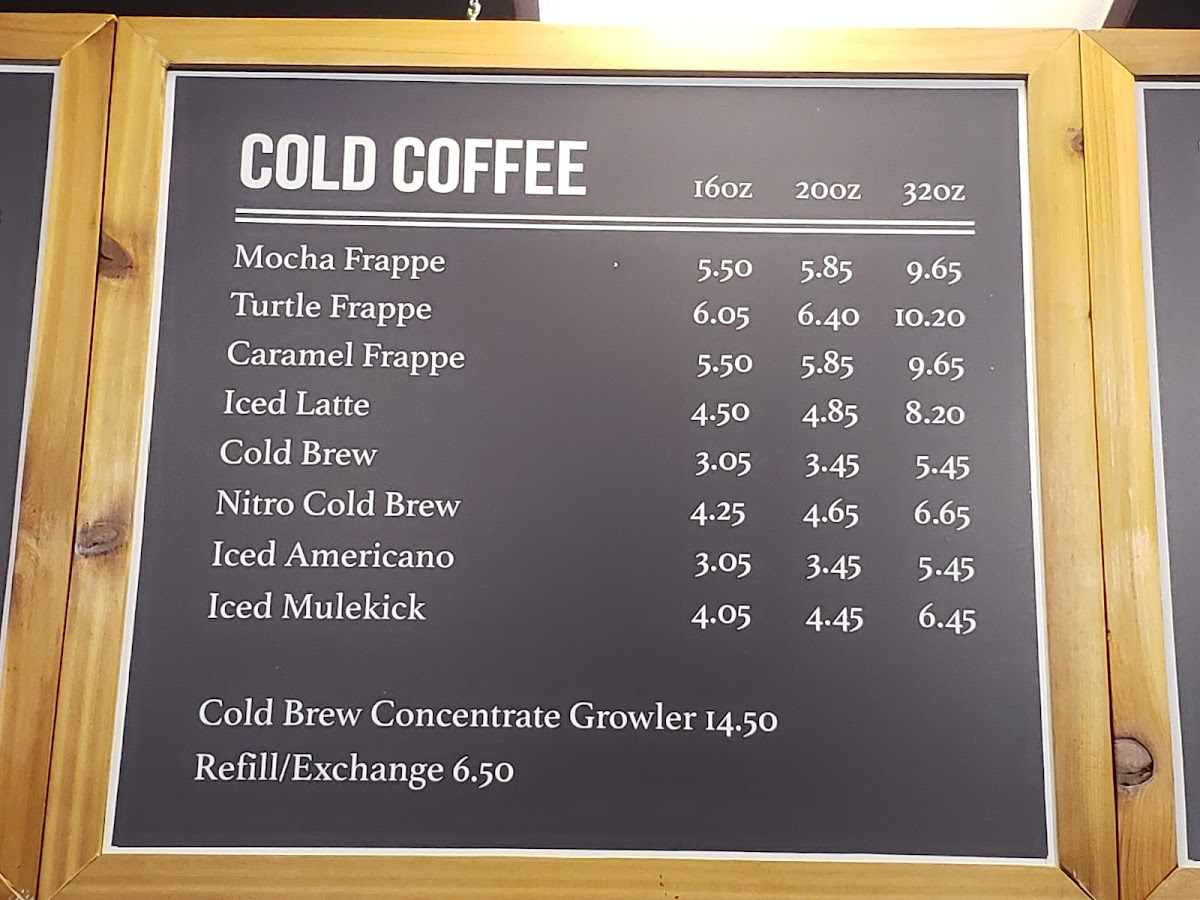 COLD COFFEE 16oz 20oz 32oz
Mocha Frappe 5.50 5.85 9.65
Turtle Frappe 6.05 6.40 10.20
Caramel Frappe 5.50 5.85 9.65
Iced Latte 4.50 4.85 8.20
Cold Brew 3.05 3.45 5.45
Nitro Cold Brew 4.25 4.65 6.65
Iced Americano 3.05 3.45 5.45
Iced Mulekick 4.05 4.45 6.45
Cold Brew Concentrate Growler 14.50
Refill/Exchange 6.50